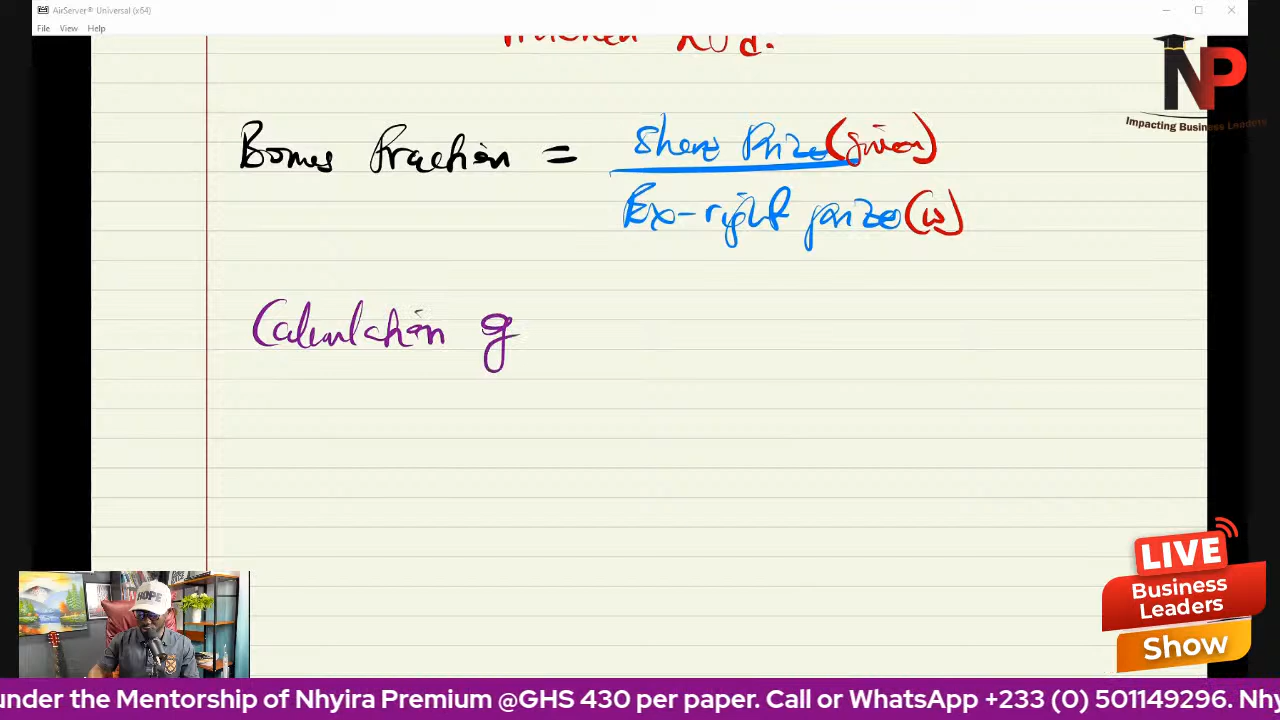 AirServer® Universal (x64)
File View Help
NP
Impacting Business Leaders
Bonus fraction = Share Price (given)
Ex-right price (w)
Calculation of
HOPE
LIVE
Business
Leaders
Show
under the Mentorship of Nhyira Premium @GHS 430 per paper. Call or WhatsApp +233 (0) 501149296. Nhy